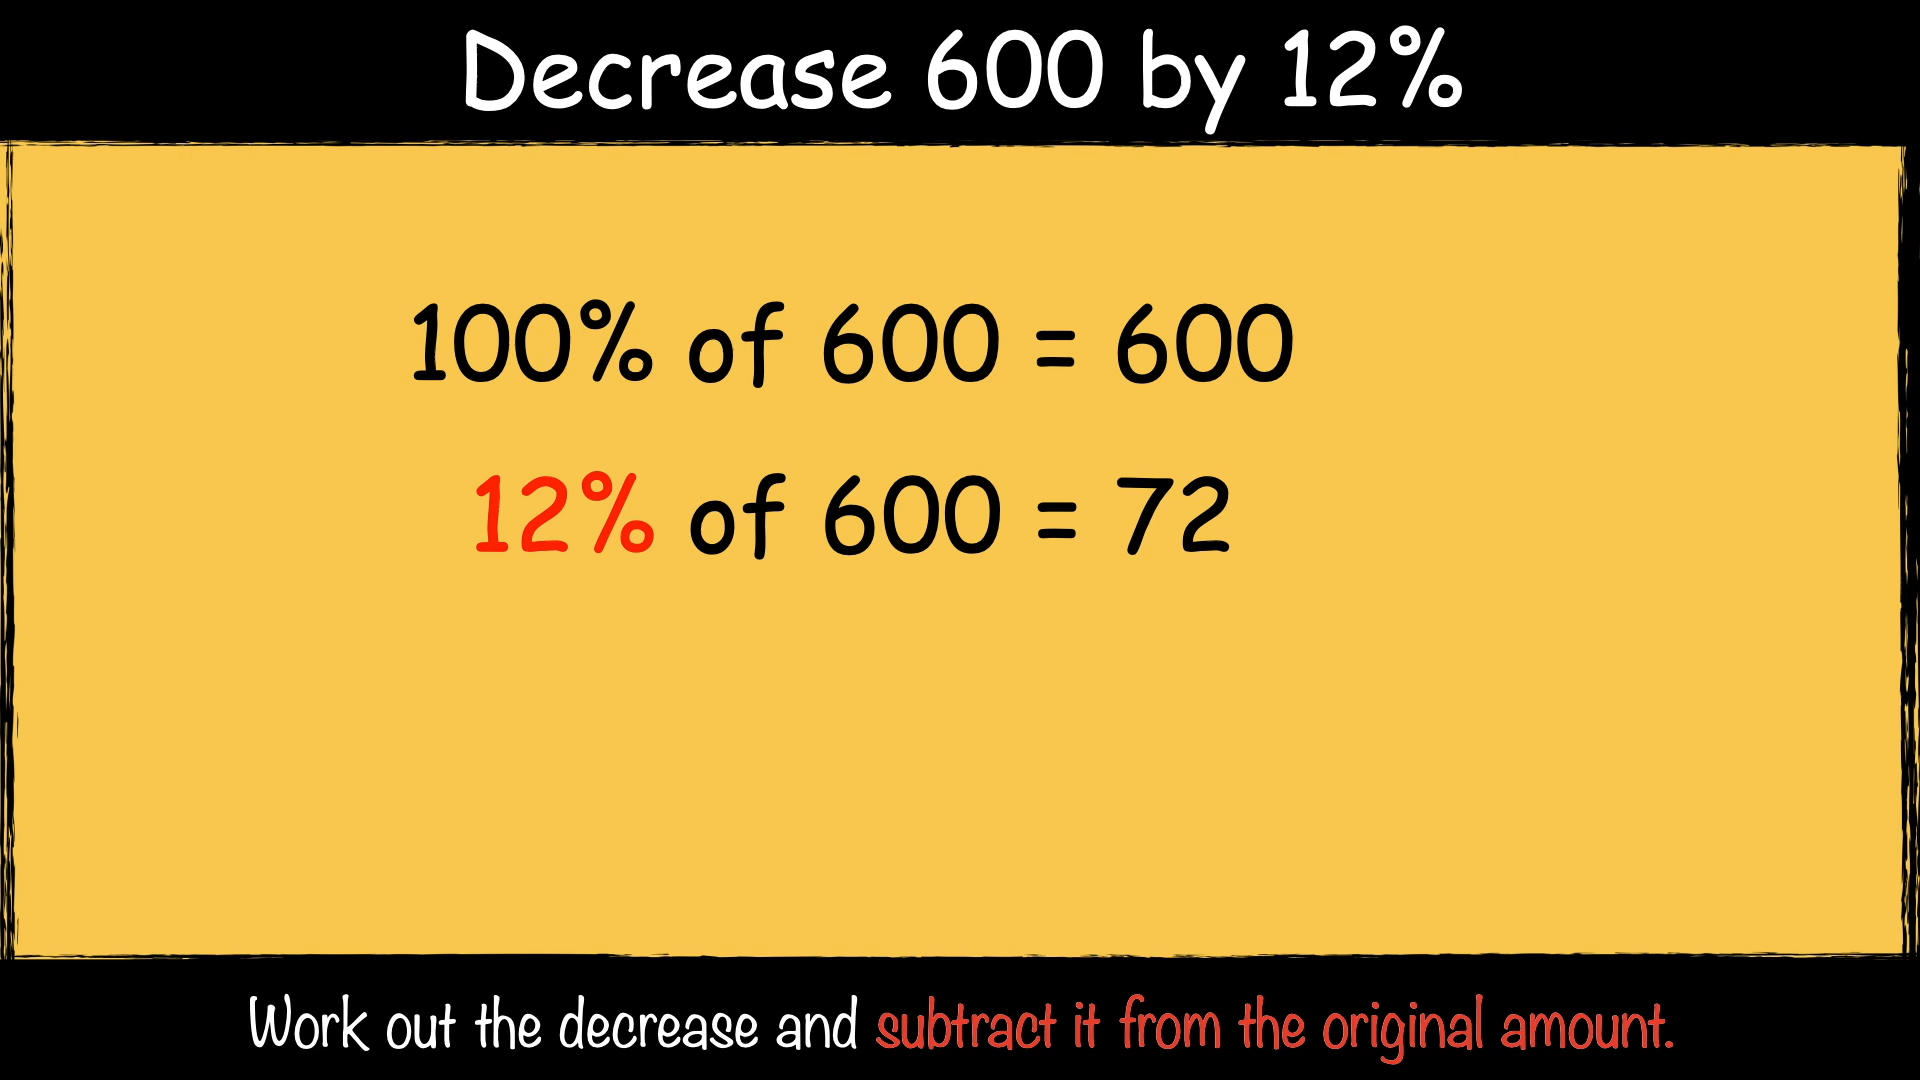 Decrease 600 by 12%
100% of 600 = 600
12% of 600 = 72
Work out the decrease and subtract it from the original amount.